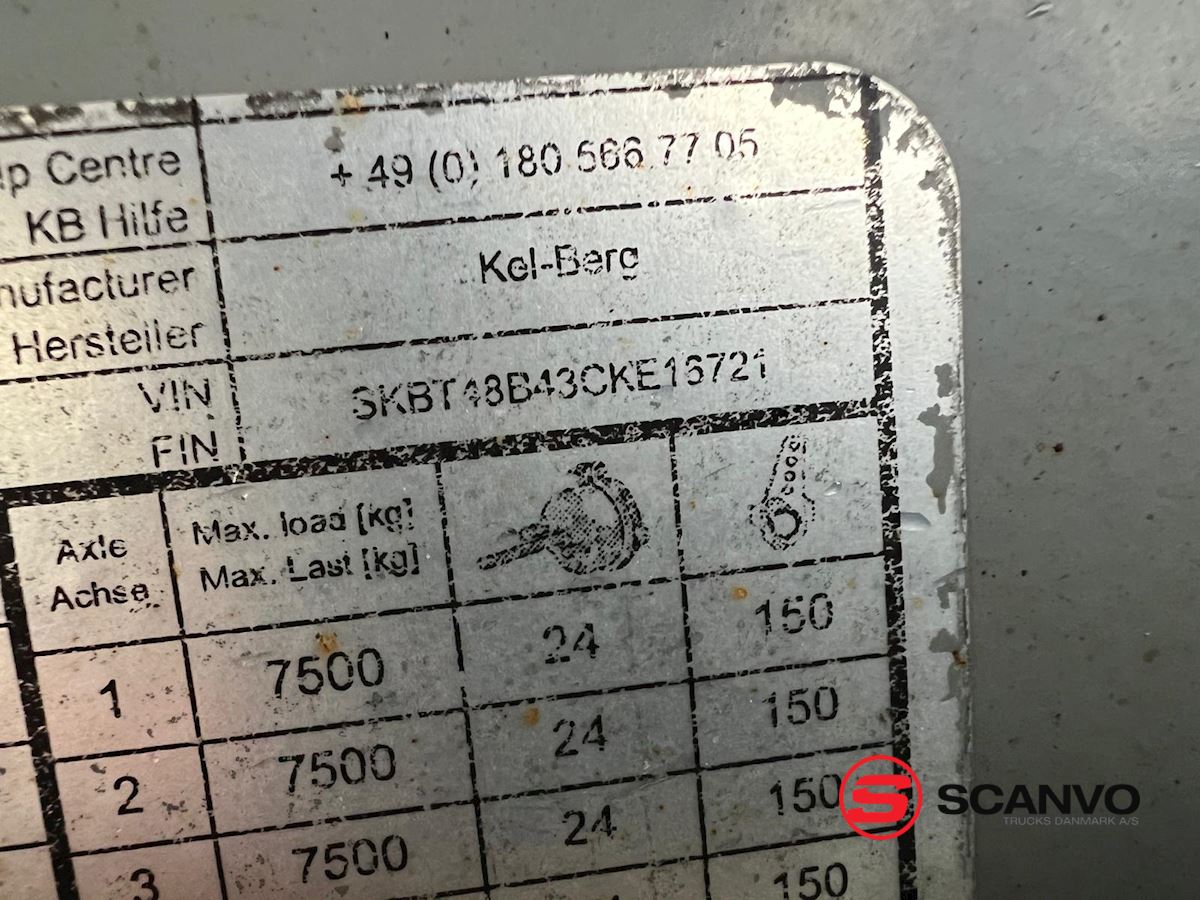 lp Centre
KB Hilfe
+ 49 (0) 180 566 77 05
nufacturer
Hersteller
Kel-Berg
VIN
FIN
SKBT48B43CKE16721
Axle
Achse
Max. load [kg]
Max. Last [kg]
1 7500 24 150
2 7500 24 150
3 7500 24 150
150
SCANVO
TRUCKS DANMARK A/S